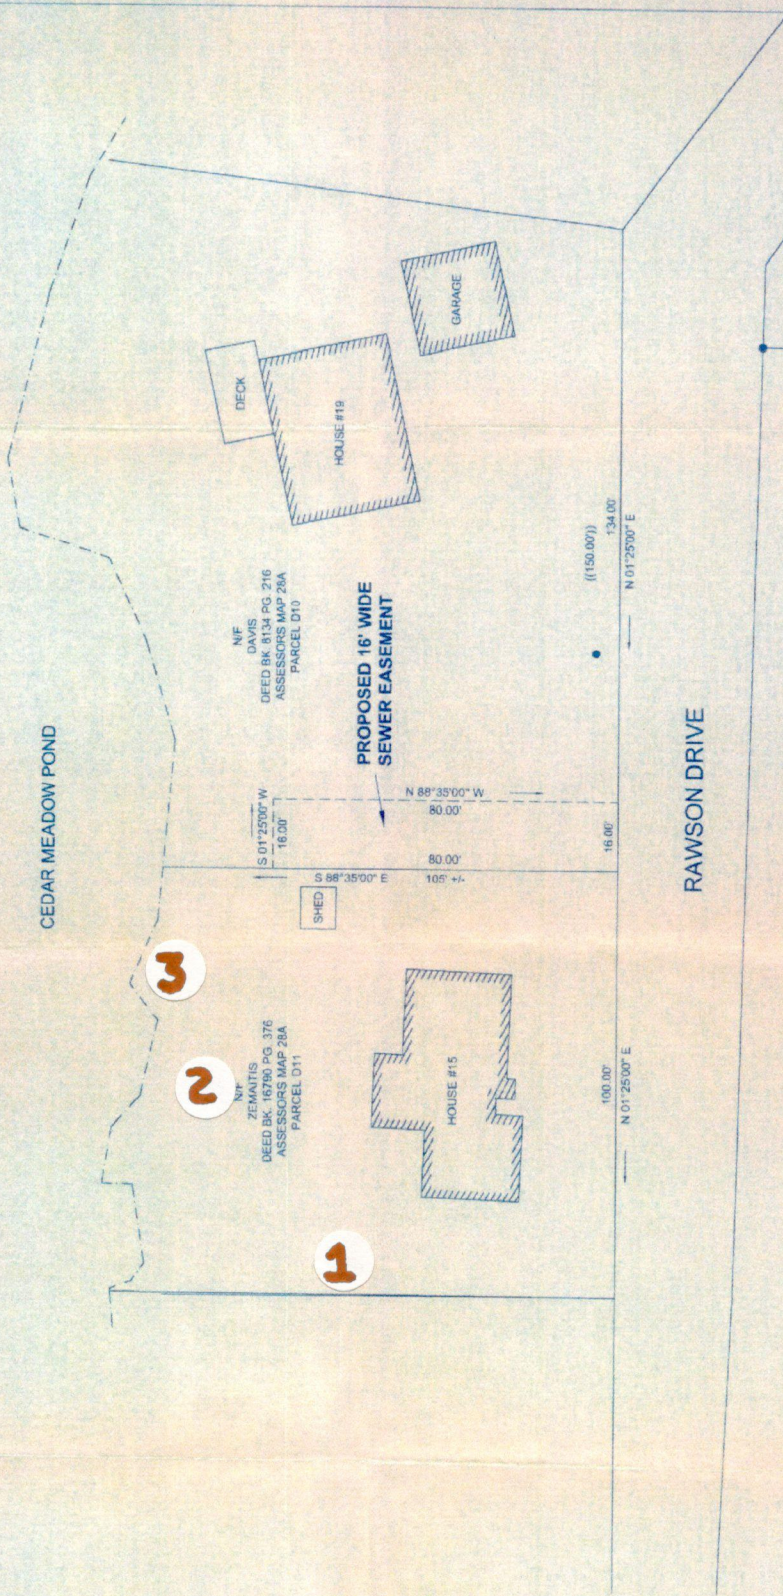 CEDAR MEADOW POND
DECK
HOUSE #19
GARAGE
N/F
DAVIS
DEED BK. 8134 PG. 216
ASSESSORS MAP 28A
PARCEL D10
PROPOSED 16' WIDE
SEWER EASEMENT
((150.00'))
134.00'
N 01°25'00" E
S 01°25'00" W
16.00'
N 88°35'00" W
80.00'
16.00'
80.00'
S 88°35'00" E
105' +/-
SHED
RAWSON DRIVE
3
2
N/F
ZEMAITIS
DEED BK. 16790 PG. 376
ASSESSORS MAP 28A
PARCEL D11
HOUSE #15
100.00'
N 01°25'00" E
1